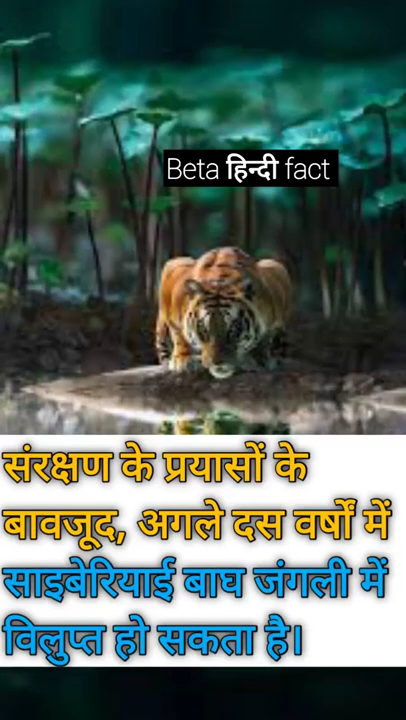 Beta हिन्दी fact
संरक्षण के प्रयासों के
बावजूद, अगले दस वर्षों में
साइबेरियाई बाघ जंगली में
विलुप्त हो सकता है।